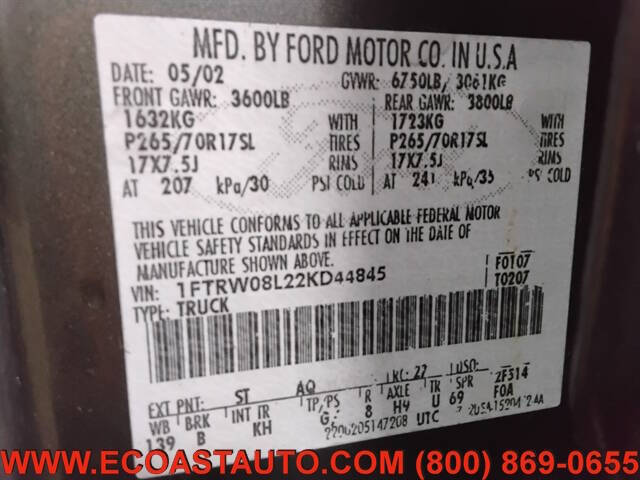 MFD. BY FORD MOTOR CO. IN U.S.A
DATE: 05/02 GVWR: 6750LB/ 3061KG
FRONT GAWR: 3600LB REAR GAWR: 3800LB
1632KG WITH 1723KG WITH
P265/70R17SL TIRES P265/70R17SL TIRES
17X7.5J RIMS 17X7.5J RIMS
AT 207 kPa/30 PSI COLD AT 241 kPa/35 PSI COLD
THIS VEHICLE CONFORMS TO ALL APPLICABLE FEDERAL MOTOR
VEHICLE SAFETY STANDARDS IN EFFECT ON THE DATE OF
MANUFACTURE SHOWN ABOVE.
VIN: 1FTRW08L22KD44845 F0107
TYPE: TRUCK T0207
EXT PNT: ST AQ RC: 27 DSO:
WB BRK INT TR TP/PS R AXLE TR SPR 2F514
139 B KH G 8 H9 U 69 F0A
UTC
WWW.ECOASTAUTO.COM (800) 869-0655